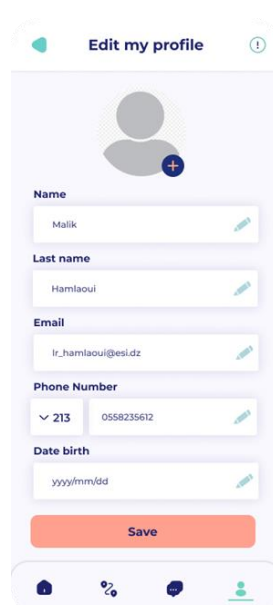 Edit my profile
Name
Malik
Last name
Hamlaoui
Email
Ir_hamlaoui@esi.dz
Phone Number
213 0558235612
Date birth
yyyy/mm/dd
Save